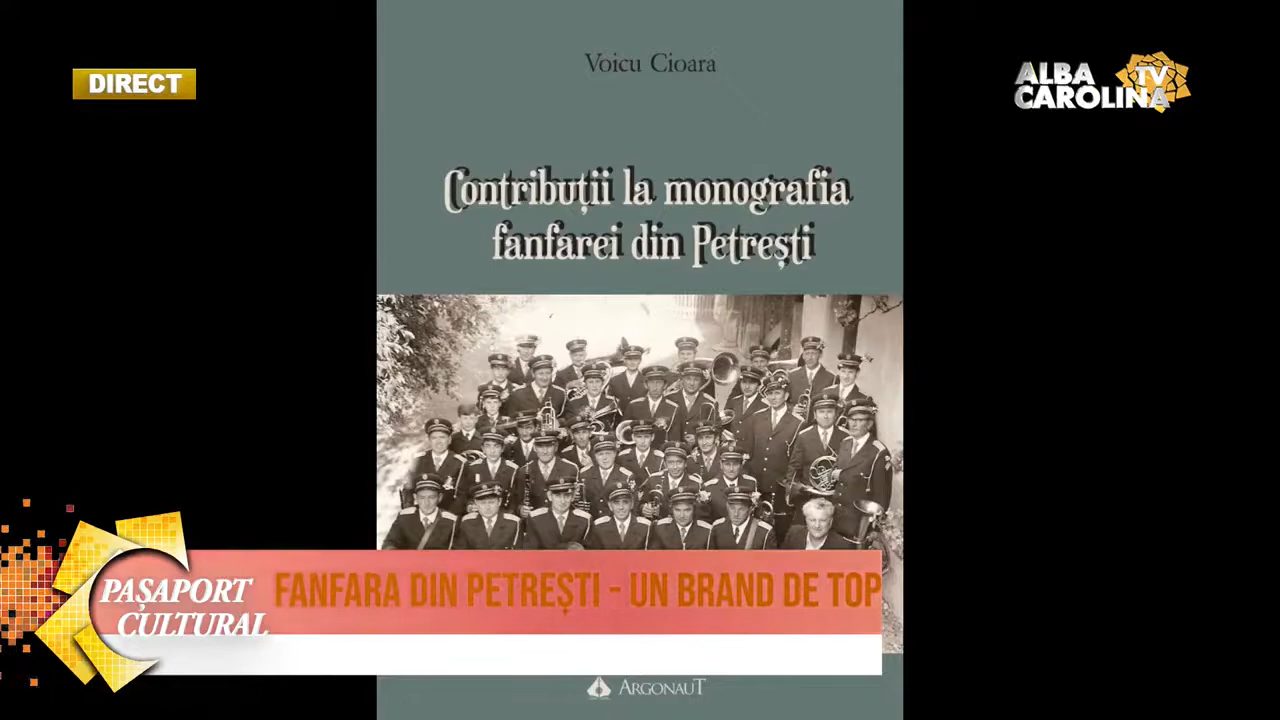 DIRECT
ALBA
CAROLINA
TV
Voicu Cioara
Contribuții la monografia
fanfarei din Petrești
PAȘAPORT
CULTURAL
FANFARA DIN PETREȘTI - UN BRAND DE TOP
ARGONAUT